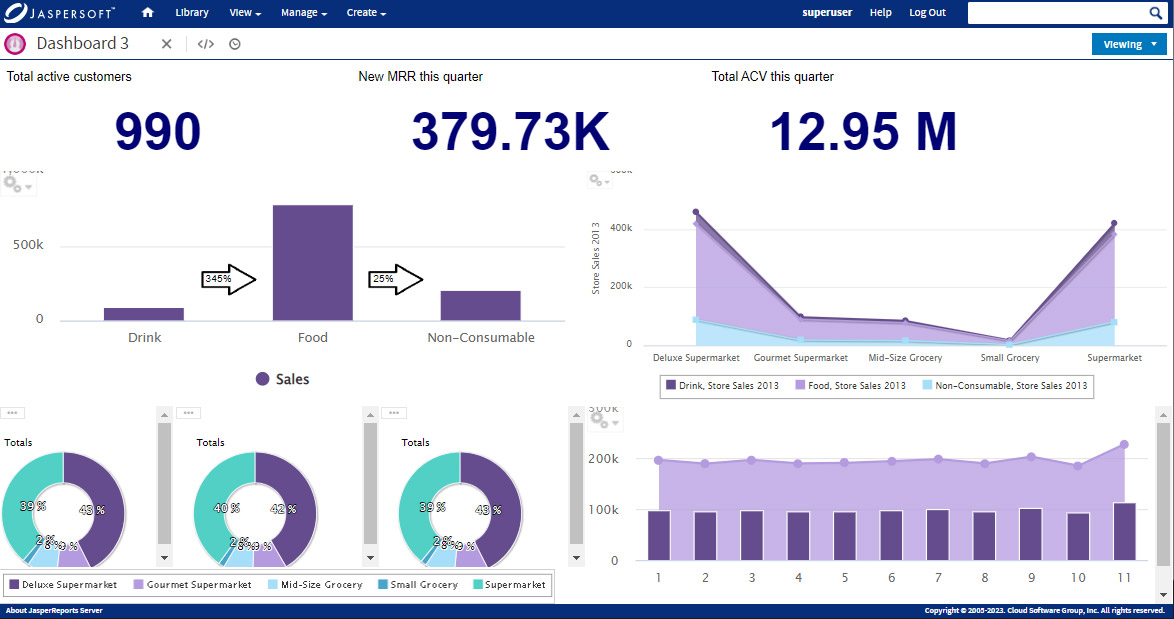 JASPERSOFT™ Library View Manage Create superuser Help Log Out
Dashboard 3 Viewing
Total active customers New MRR this quarter Total ACV this quarter
990 379.73K 12.95 M
500k
345% 25%
0
Drink Food Non-Consumable
Sales
Store Sales 2013
400k
200k
0
Deluxe Supermarket Gourmet Supermarket Mid-Size Grocery Small Grocery Supermarket
Drink, Store Sales 2013 Food, Store Sales 2013 Non-Consumable, Store Sales 2013
Totals Totals Totals
39 % 43 % 40 % 42 % 39 % 43 %
2 % 8 % 2 % 8 % 2 % 8 %
Deluxe Supermarket Gourmet Supermarket Mid-Size Grocery Small Grocery Supermarket
300k
200k
100k
0
1 2 3 4 5 6 7 8 9 10 11
About JasperReports Server Copyright © 2005-2023. Cloud Software Group, Inc. All rights reserved.